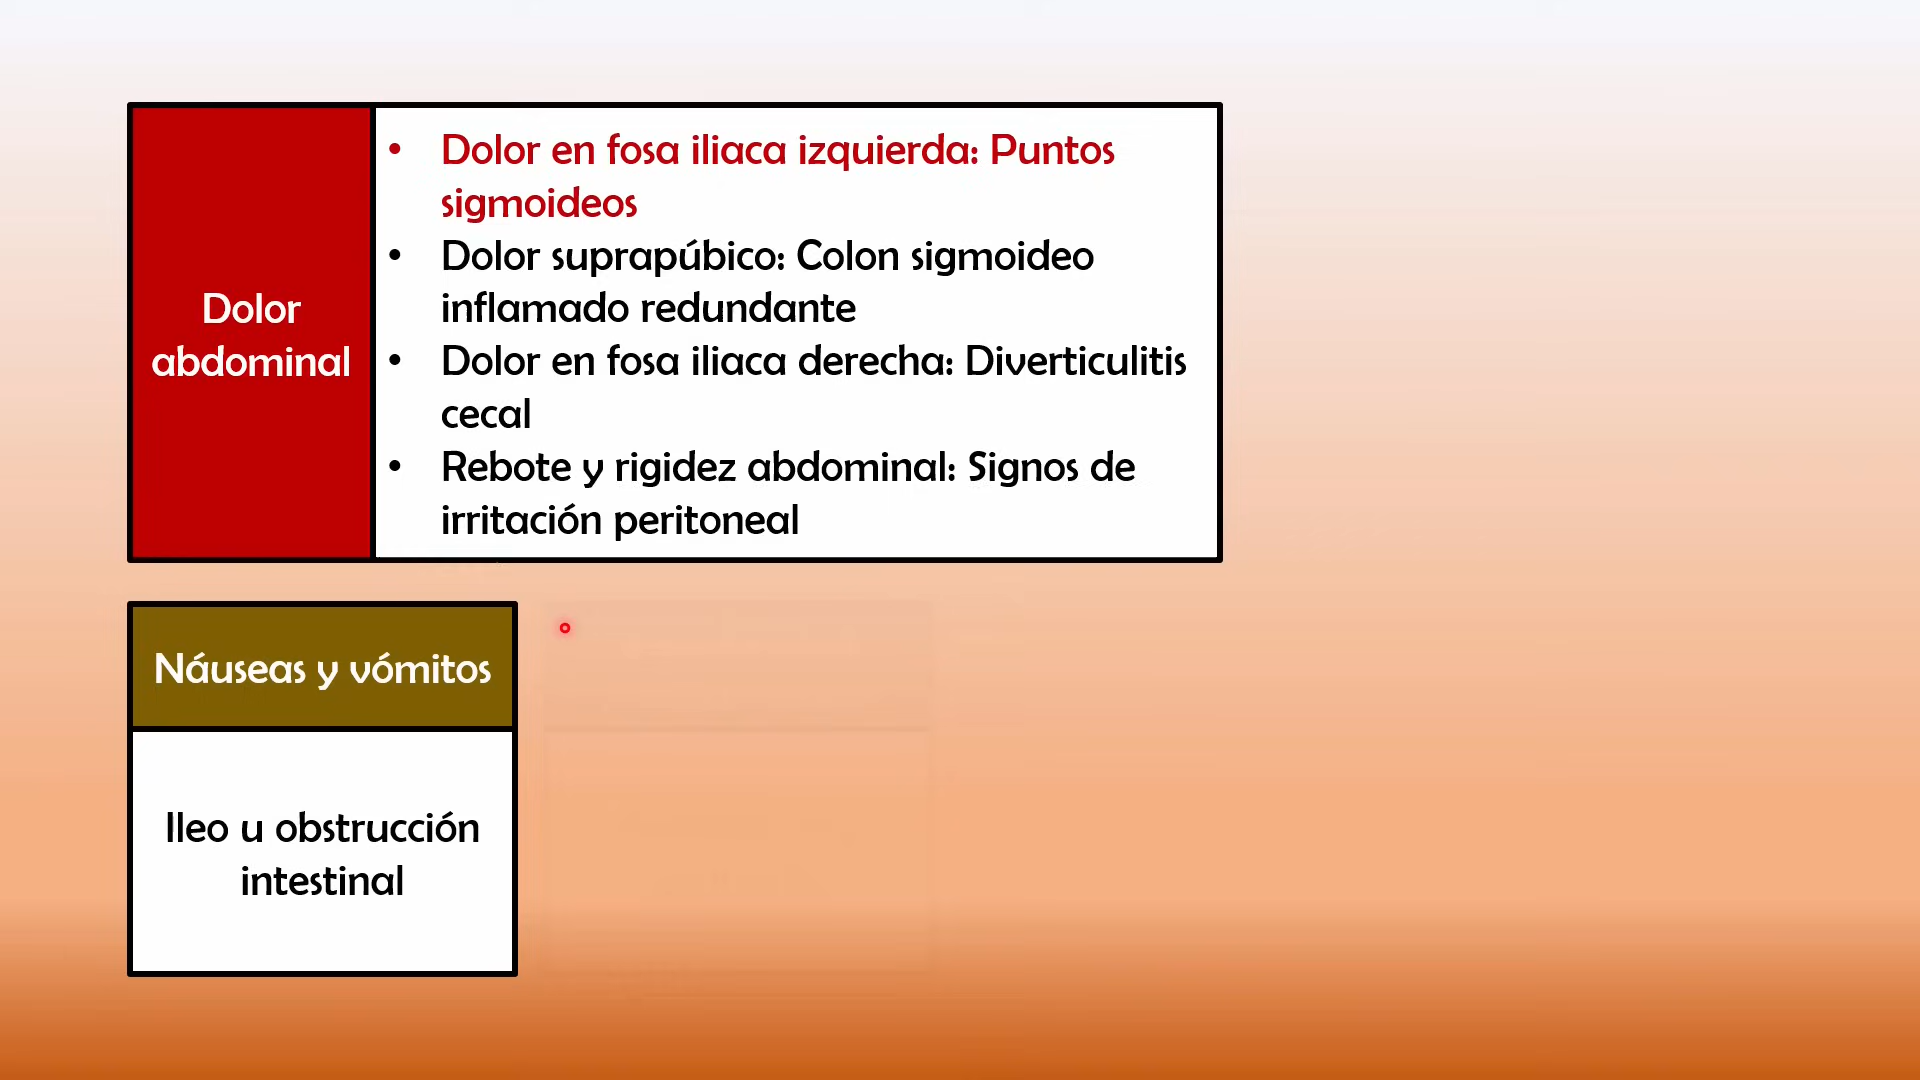 Dolor
abdominal
• Dolor en fosa iliaca izquierda: Puntos
sigmoideos
• Dolor suprapúbico: Colon sigmoideo
inflamado redundante
• Dolor en fosa iliaca derecha: Diverticulitis
cecal
• Rebote y rigidez abdominal: Signos de
irritación peritoneal
Náuseas y vómitos
Ileo u obstrucción
intestinal